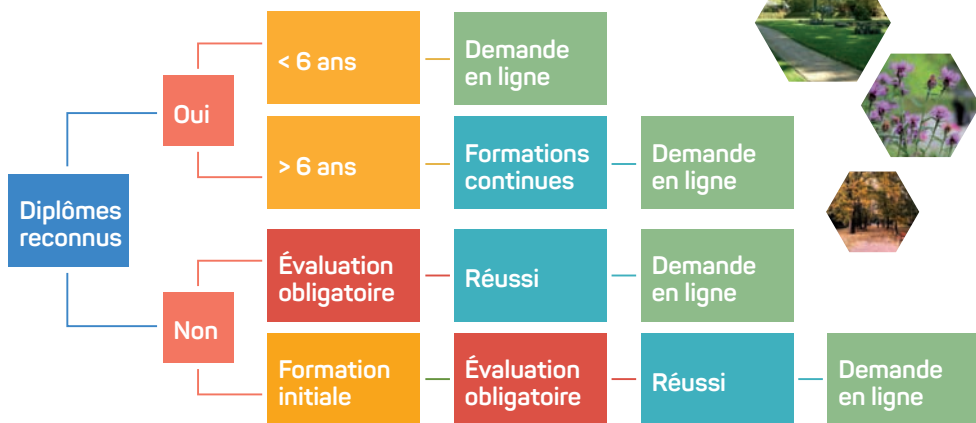 Diplômes
reconnus
Oui
< 6 ans
Demande
en ligne
> 6 ans
Formations
continues
Demande
en ligne
Non
Évaluation
obligatoire
Réussi
Demande
en ligne
Formation
initiale
Évaluation
obligatoire
Réussi
Demande
en ligne